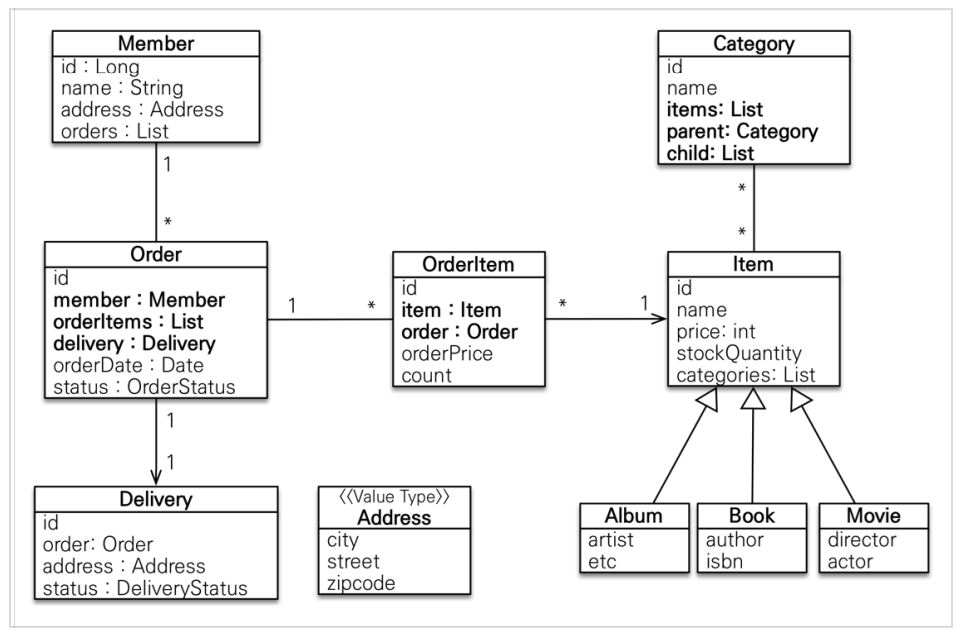 Member
id : Long
name : String
address : Address
orders : List
Category
id
name
items: List
parent: Category
child: List
1
*
*
*
Order
id
member : Member
orderItems : List
delivery : Delivery
orderDate : Date
status : OrderStatus
1
*
OrderItem
id
item : Item
order : Order
orderPrice
count
*
1
Item
id
name
price: int
stockQuantity
categories: List
1
1
Delivery
id
order: Order
address : Address
status : DeliveryStatus
<<Value Type>>
Address
city
street
zipcode
Album
artist
etc
Book
author
isbn
Movie
director
actor